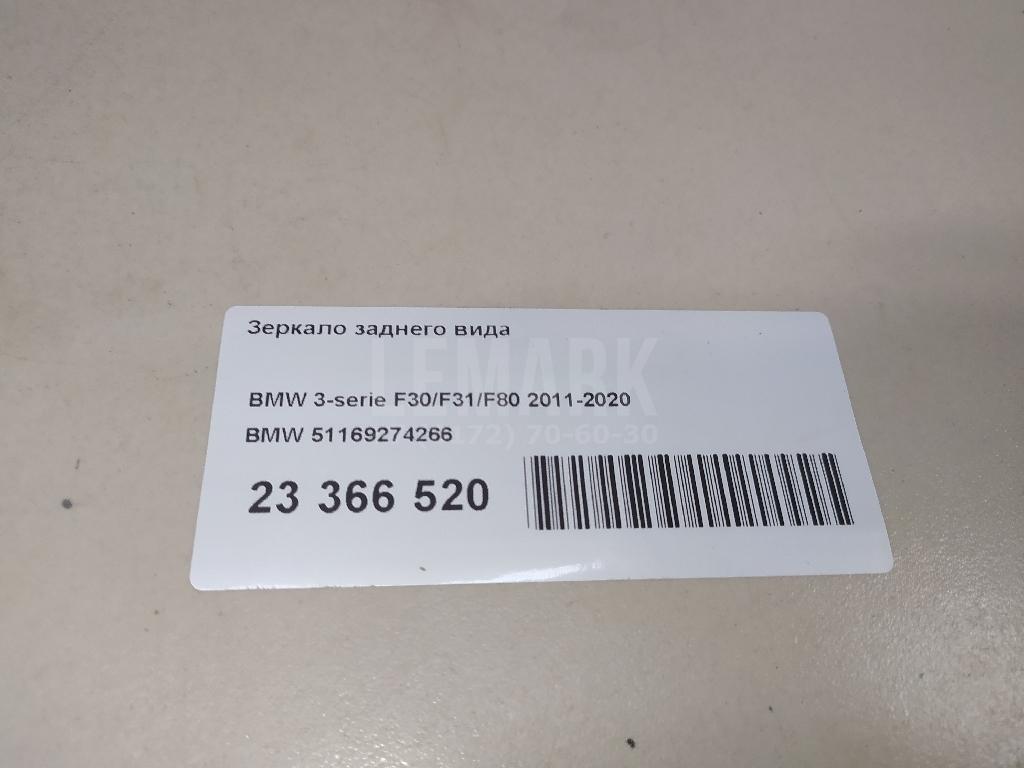 Зеркало заднего вида
LEMARK
BMW 3-serie F30/F31/F80 2011-2020
BMW 51169274266
172) 70-60-30
23 366 520